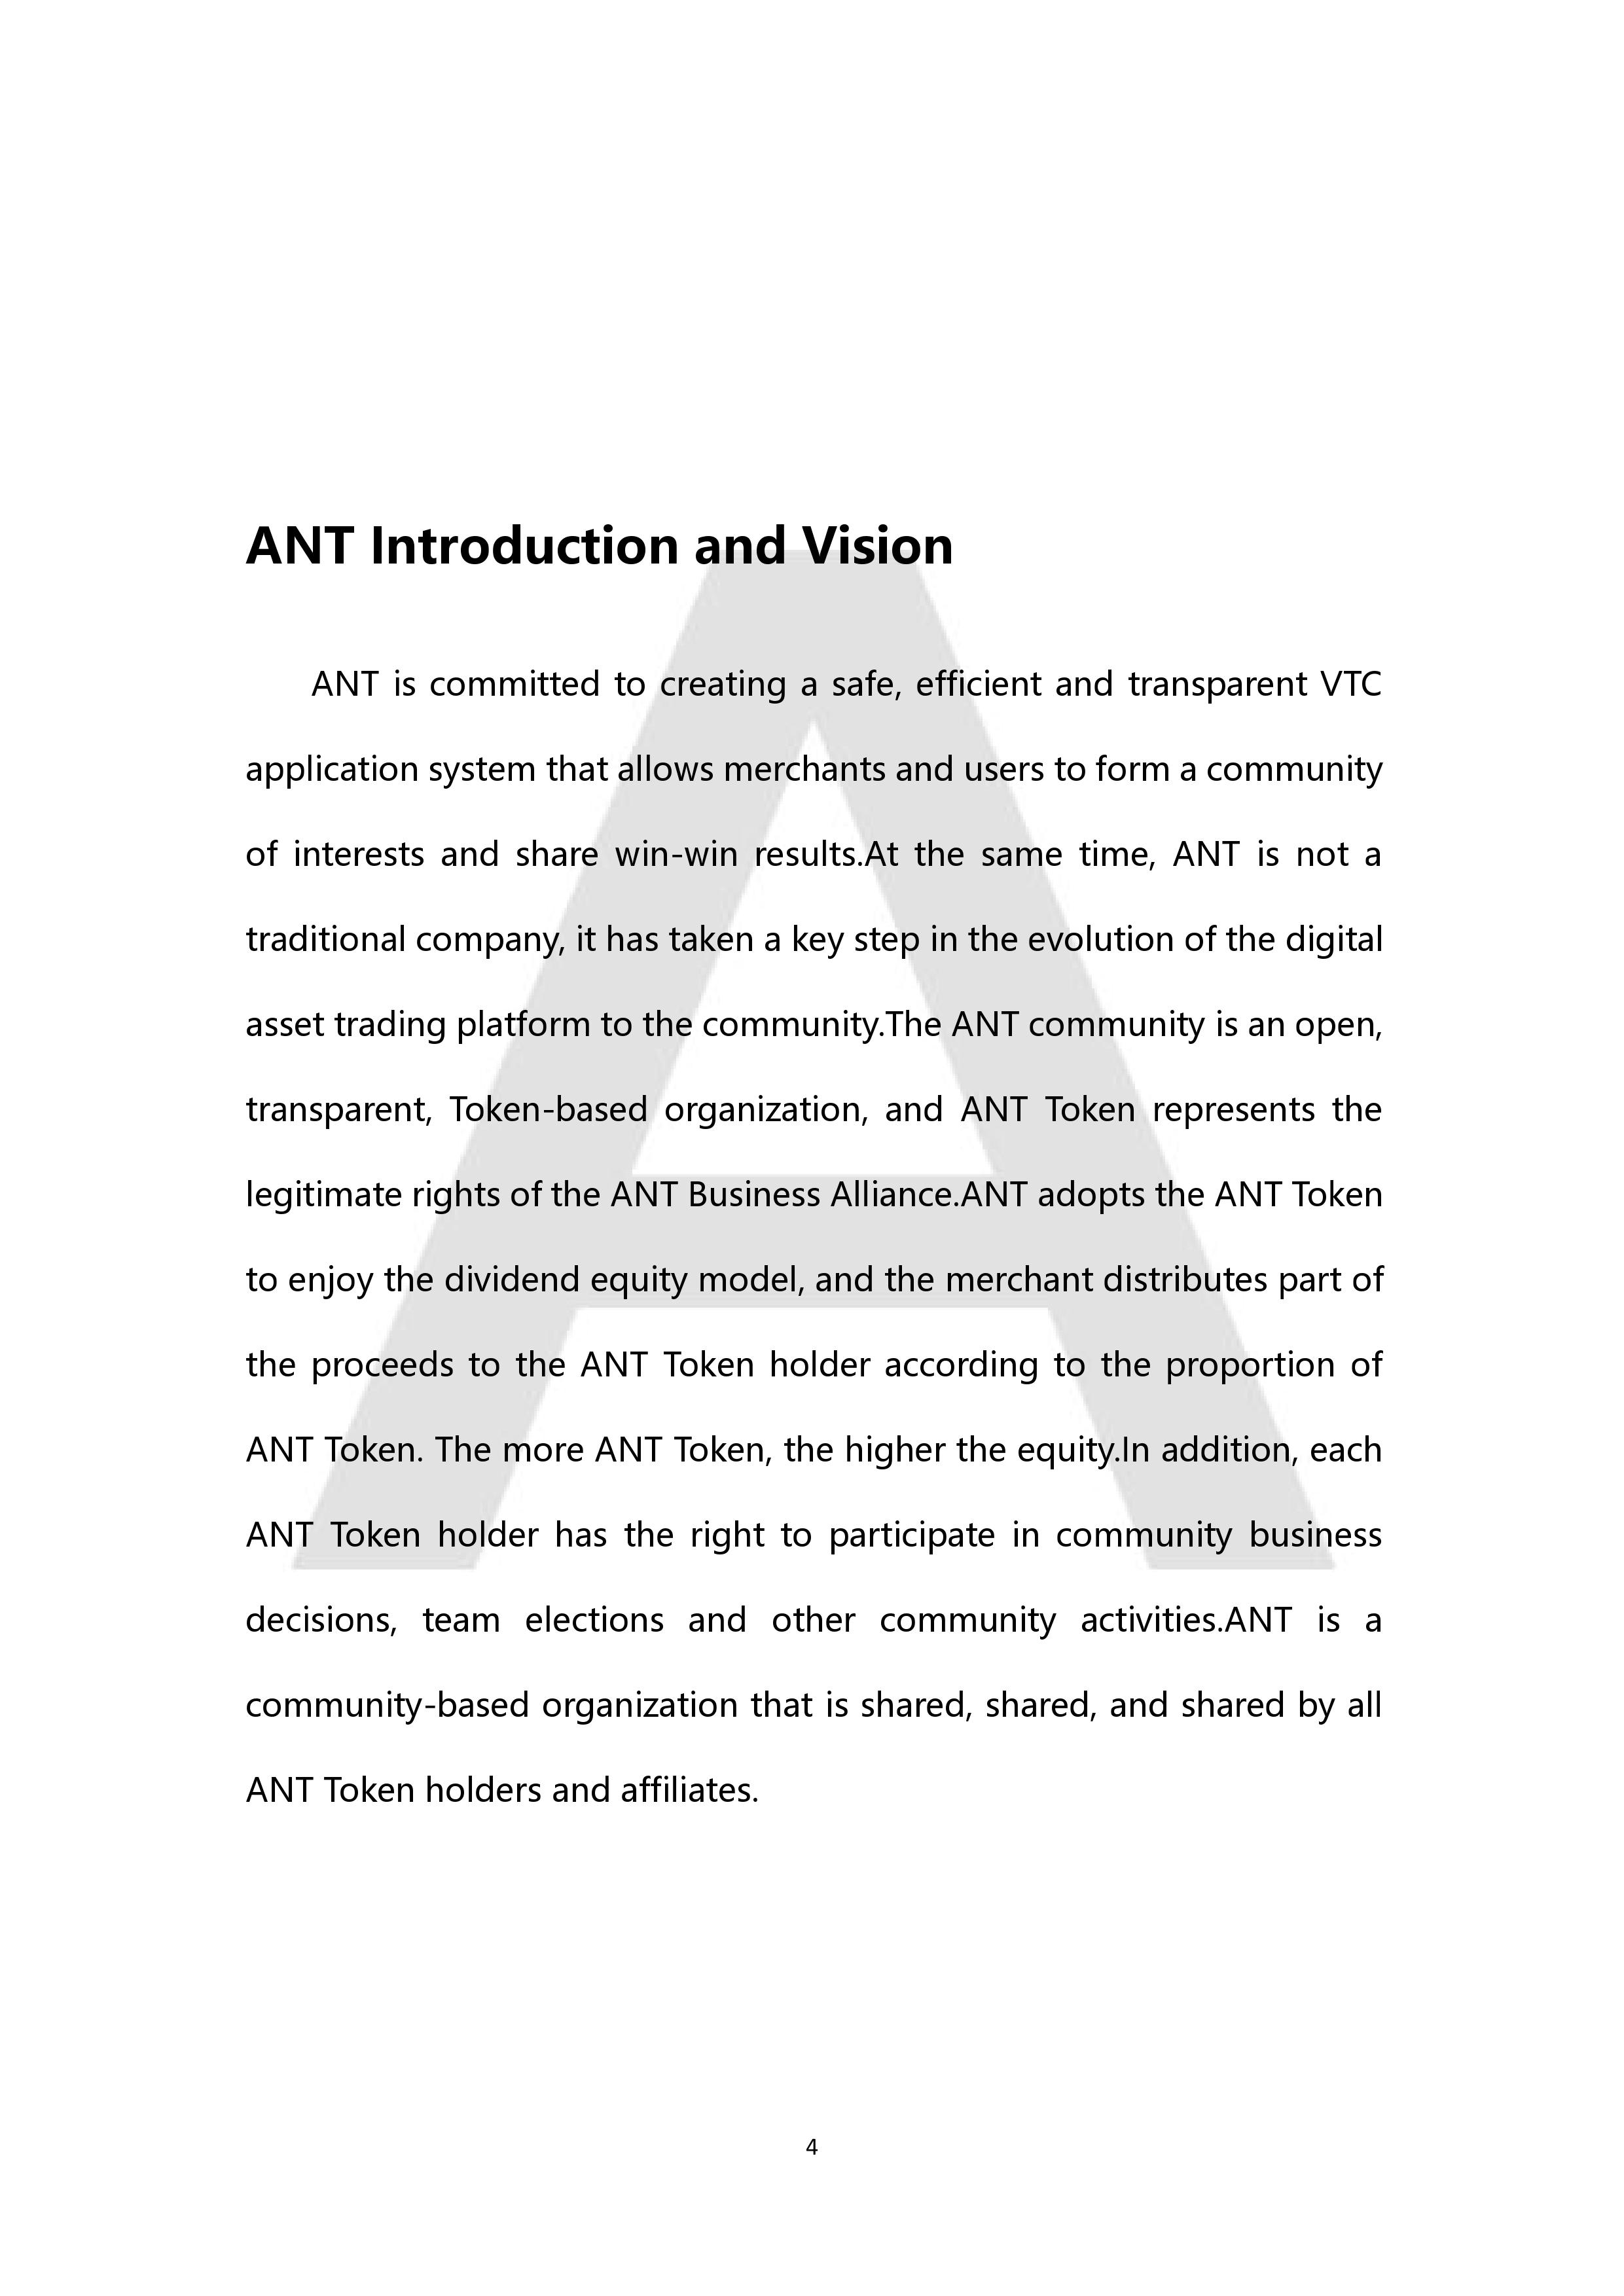 ANT Introduction and Vision
ANT is committed to creating a safe, efficient and transparent VTC
application system that allows merchants and users to form a community
of interests and share win-win results.At the same time, ANT is not a
traditional company, it has taken a key step in the evolution of the digital
asset trading platform to the community.The ANT community is an open,
transparent, Token-based organization, and ANT Token represents the
legitimate rights of the ANT Business Alliance.ANT adopts the ANT Token
to enjoy the dividend equity model, and the merchant distributes part of
the proceeds to the ANT Token holder according to the proportion of
ANT Token. The more ANT Token, the higher the equity.In addition, each
ANT Token holder has the right to participate in community business
decisions, team elections and other community activities.ANT is a
community-based organization that is shared, shared, and shared by all
ANT Token holders and affiliates.
4